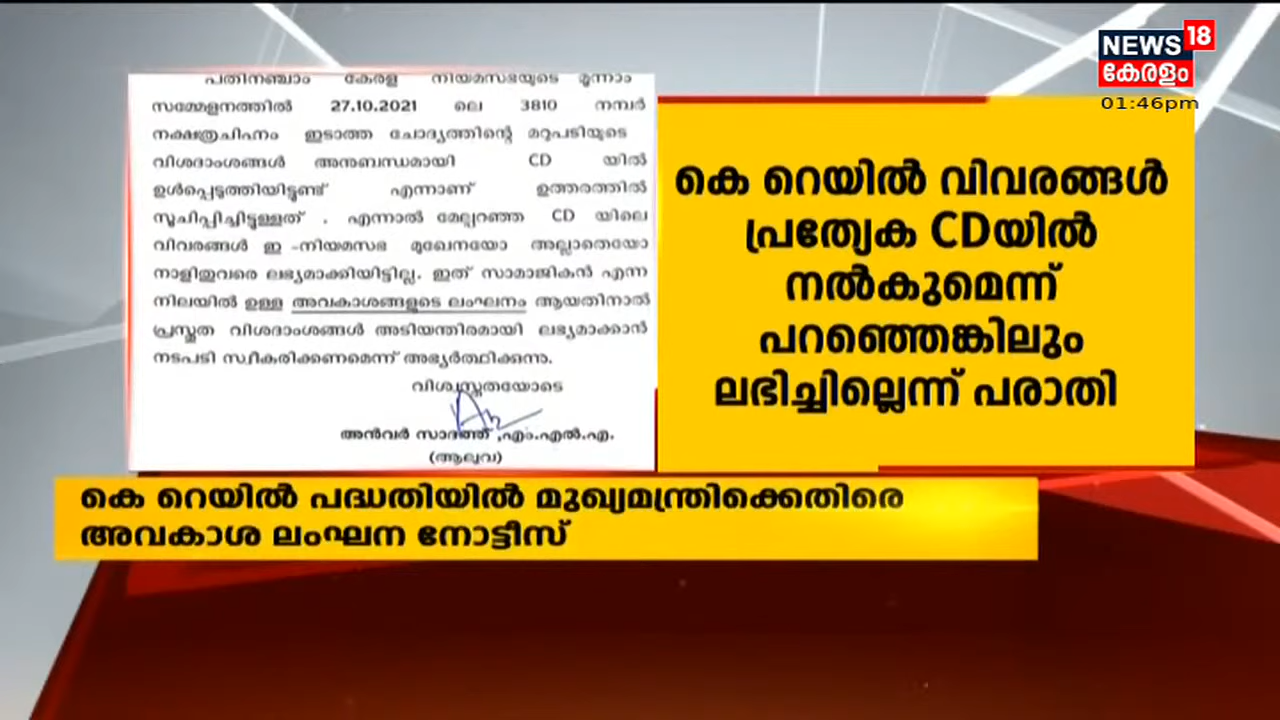 NEWS 18
കേരളം
01:46pm
പതിനഞ്ചാം കേരള നിയമസഭയുടെ മൂന്നാം
സമ്മേളനത്തിൽ 27.10.2021 ലെ 3810 നമ്പർ
നക്ഷത്രചിഹ്നം ഇടാത്ത ചോദ്യത്തിന്റെ മറുപടിയുടെ
വിശദാംശങ്ങൾ അനുബന്ധമായി CD യിൽ
ഉൾപ്പെടുത്തിയിട്ടുണ്ട് എന്നാണ് ഉത്തരത്തിൽ
സൂചിപ്പിച്ചിട്ടുള്ളത് . എന്നാൽ മേല്പറഞ്ഞ CD യിലെ
വിവരങ്ങൾ ഇ -നിയമസഭ മുഖേനയോ അല്ലാതെയോ
നാളിതുവരെ ലഭ്യമാക്കിയിട്ടില്ല. ഇത് സാമാജികൻ എന്ന
നിലയിൽ ഉള്ള അവകാശങ്ങളുടെ ലംഘനം ആയതിനാൽ
പ്രസ്തുത വിശദാംശങ്ങൾ അടിയന്തിരമായി ലഭ്യമാക്കാൻ
നടപടി സ്വീകരിക്കണമെന്ന് അഭ്യർത്ഥിക്കുന്നു.
വിശ്വസ്തതയോടെ
അൻവർ സാദത്ത് ,എം.എൽ.എ.
(ആലുവ)
കെ റെയിൽ വിവരങ്ങൾ
പ്രത്യേക CDയിൽ
നൽകുമെന്ന്
പറഞ്ഞെങ്കിലും
ലഭിച്ചില്ലെന്ന് പരാതി
കെ റെയിൽ പദ്ധതിയിൽ മുഖ്യമന്ത്രിക്കെതിരെ
അവകാശ ലംഘന നോട്ടീസ്